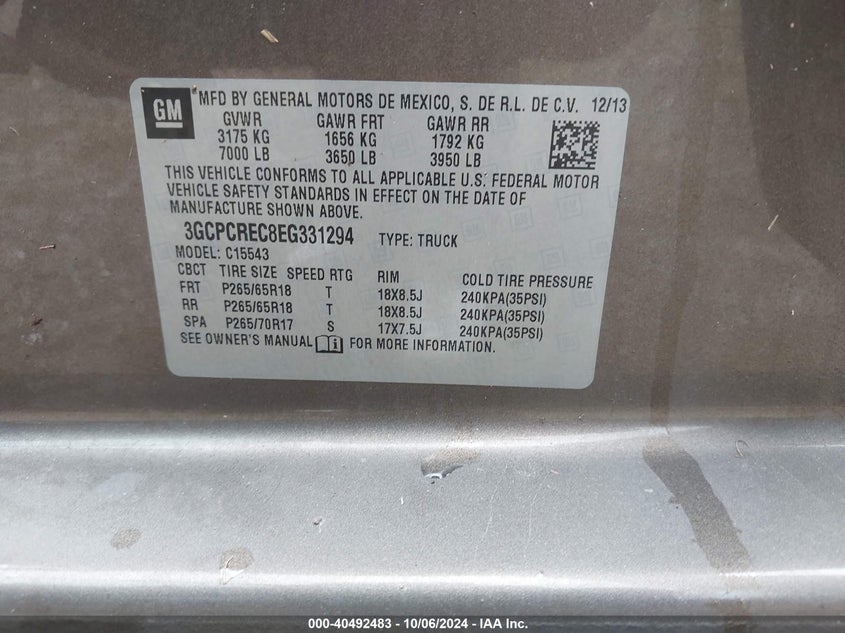 GM
MFD BY GENERAL MOTORS DE MEXICO, S. DE R.L. DE C.V. 12/13
GVWR GAWR FRT GAWR RR
3175 KG 1656 KG 1792 KG
7000 LB 3650 LB 3950 LB
THIS VEHICLE CONFORMS TO ALL APPLICABLE U.S. FEDERAL MOTOR
VEHICLE SAFETY STANDARDS IN EFFECT ON THE DATE OF
MANUFACTURE SHOWN ABOVE.
3GCPCREC8EG331294 TYPE: TRUCK
MODEL: C15543
CBCT TIRE SIZE SPEED RTG RIM COLD TIRE PRESSURE
FRT P265/65R18 T 18X8.5J 240KPA(35PSI)
RR P265/65R18 T 18X8.5J 240KPA(35PSI)
SPA P265/70R17 S 17X7.5J 240KPA(35PSI)
SEE OWNER'S MANUAL FOR MORE INFORMATION.
000-40492483 - 10/06/2024 - IAA Inc.